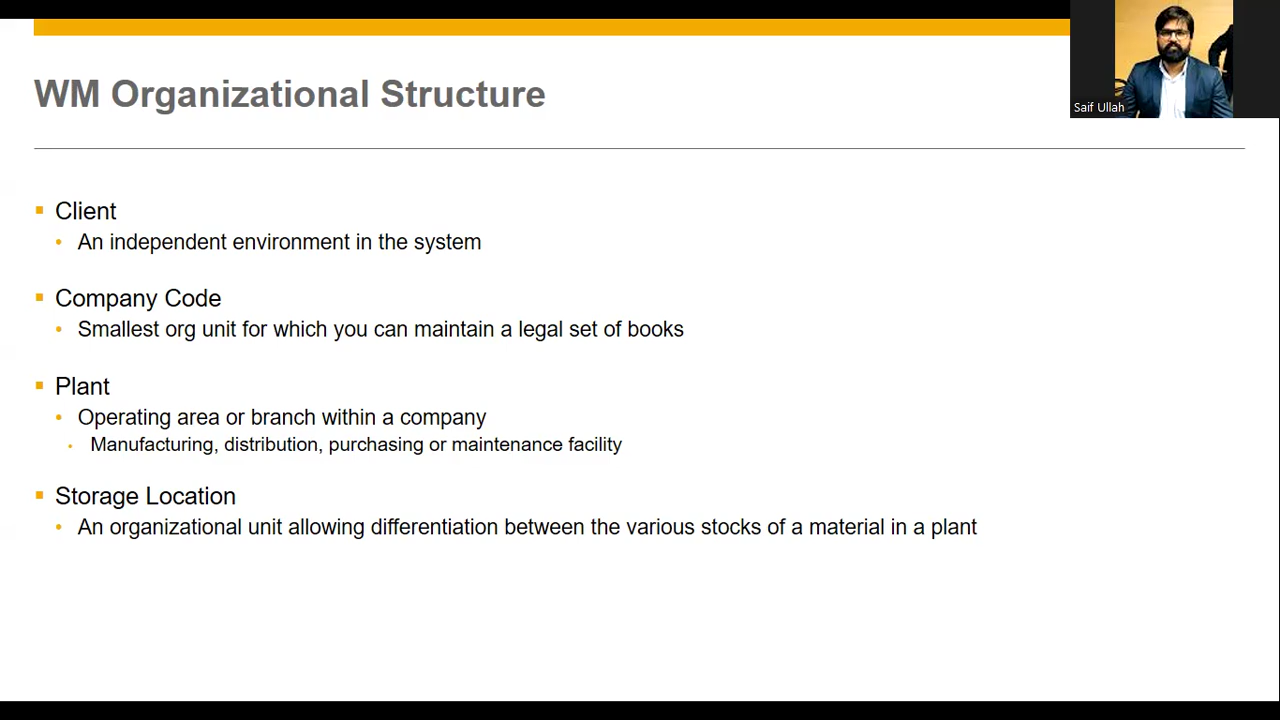 WM Organizational Structure
Saif Ullah
Client
An independent environment in the system
Company Code
Smallest org unit for which you can maintain a legal set of books
Plant
Operating area or branch within a company
Manufacturing, distribution, purchasing or maintenance facility
Storage Location
An organizational unit allowing differentiation between the various stocks of a material in a plant